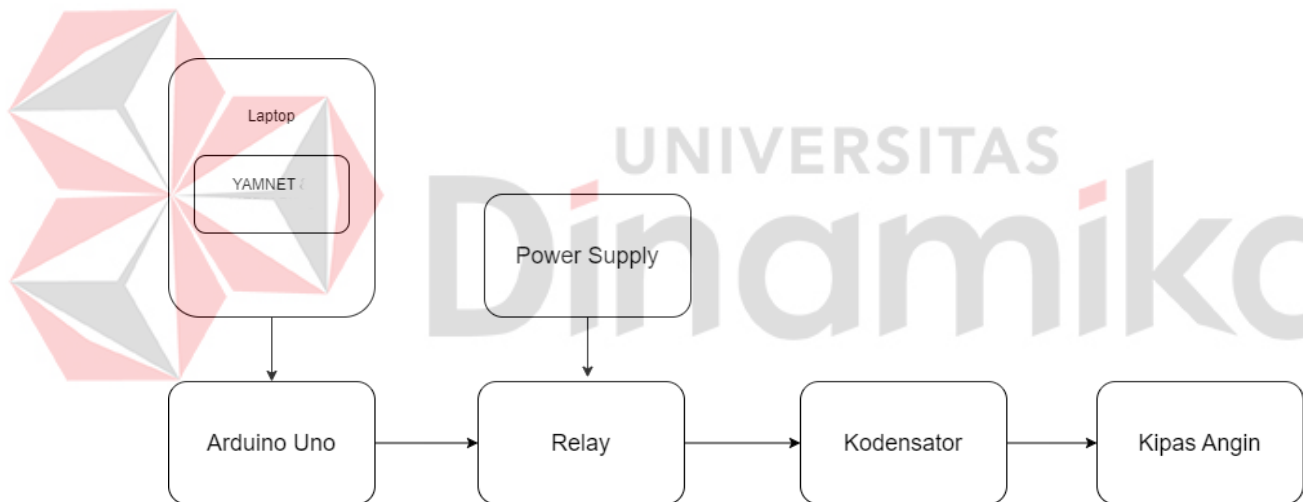 Laptop
YAMNET
UNIVERSITAS
Dinamika
Power Supply
Arduino Uno
Relay
Kodensator
Kipas Angin